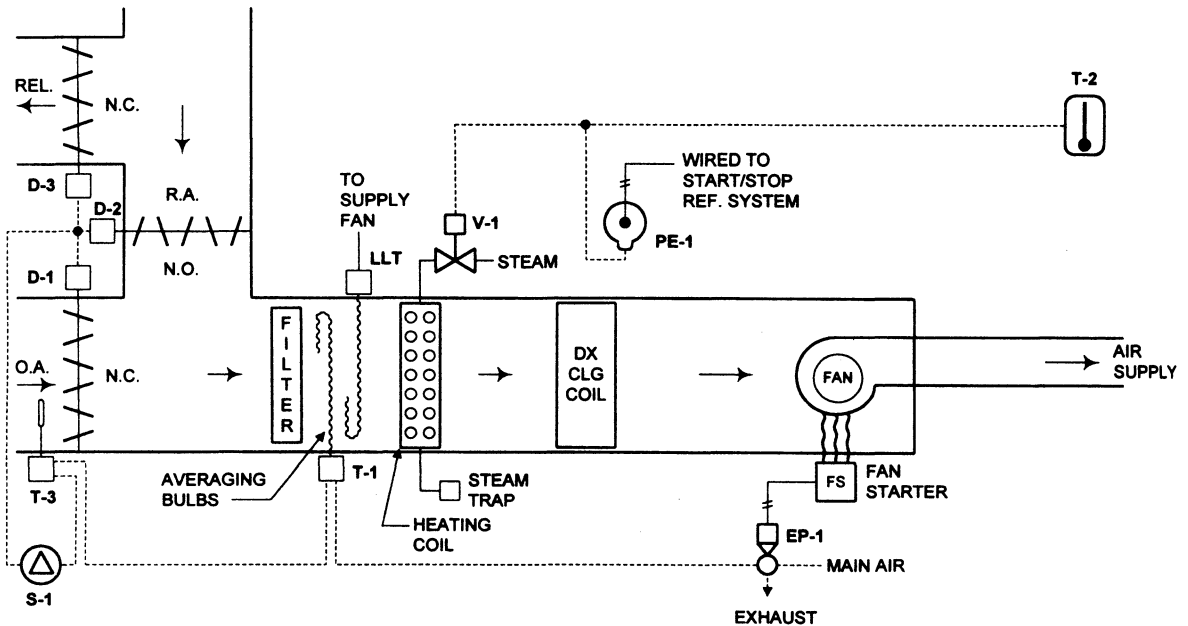 T-2
REL.
N.C.
WIRED TO
START/STOP
REF. SYSTEM
D-3
R.A.
TO
SUPPLY
FAN
D-2
V-1
PE-1
N.O.
D-1
LLT
STEAM
FILTER
O.A.
N.C.
DX
CLG
COIL
FAN
AIR
SUPPLY
T-3
AVERAGING
BULBS
T-1
STEAM
TRAP
HEATING
COIL
FS
FAN
STARTER
EP-1
MAIN AIR
S-1
EXHAUST